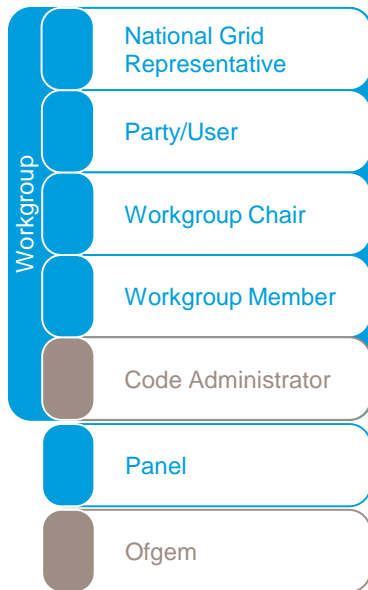 Workgroup
National Grid
Representative
Party/User
Workgroup Chair
Workgroup Member
Code Administrator
Panel
Ofgem